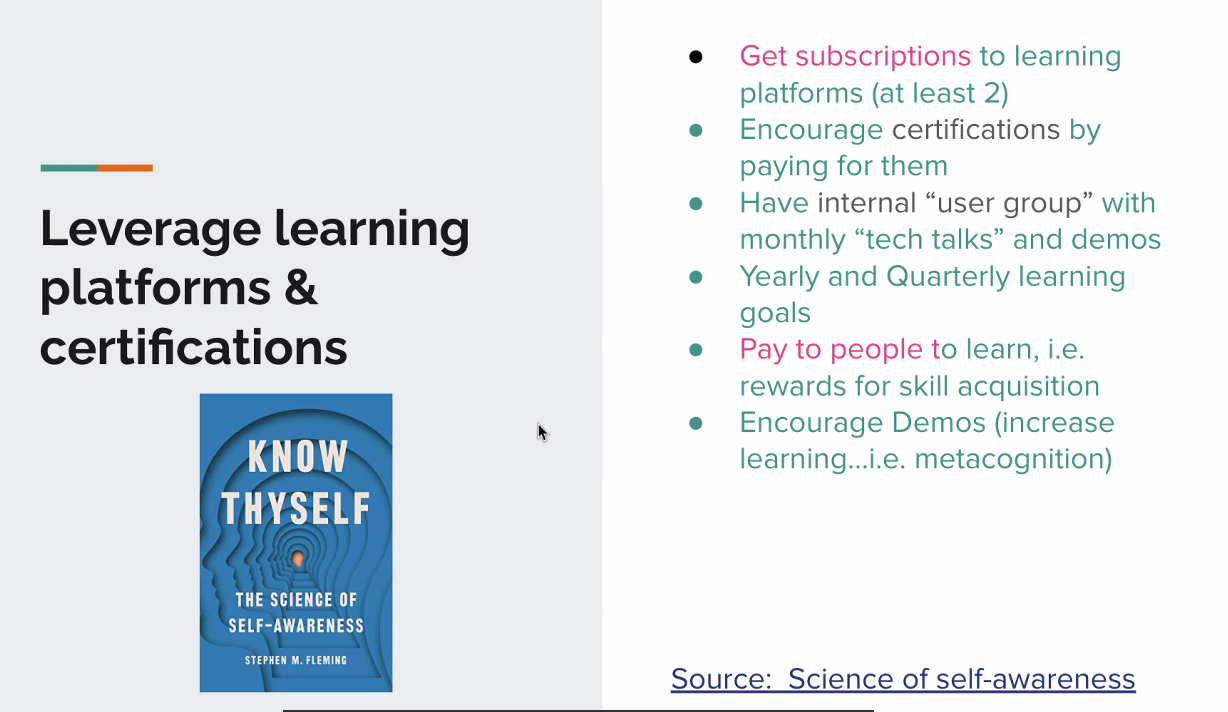 Leverage learning
platforms &
certifications
KNOW
THYSELF
THE SCIENCE OF
SELF-AWARENESS
STEPHEN M. FLEMING
● Get subscriptions to learning
platforms (at least 2)
● Encourage certifications by
paying for them
● Have internal “user group” with
monthly “tech talks” and demos
● Yearly and Quarterly learning
goals
● Pay to people to learn, i.e.
rewards for skill acquisition
● Encourage Demos (increase
learning...i.e. metacognition)
Source:  Science of self-awareness